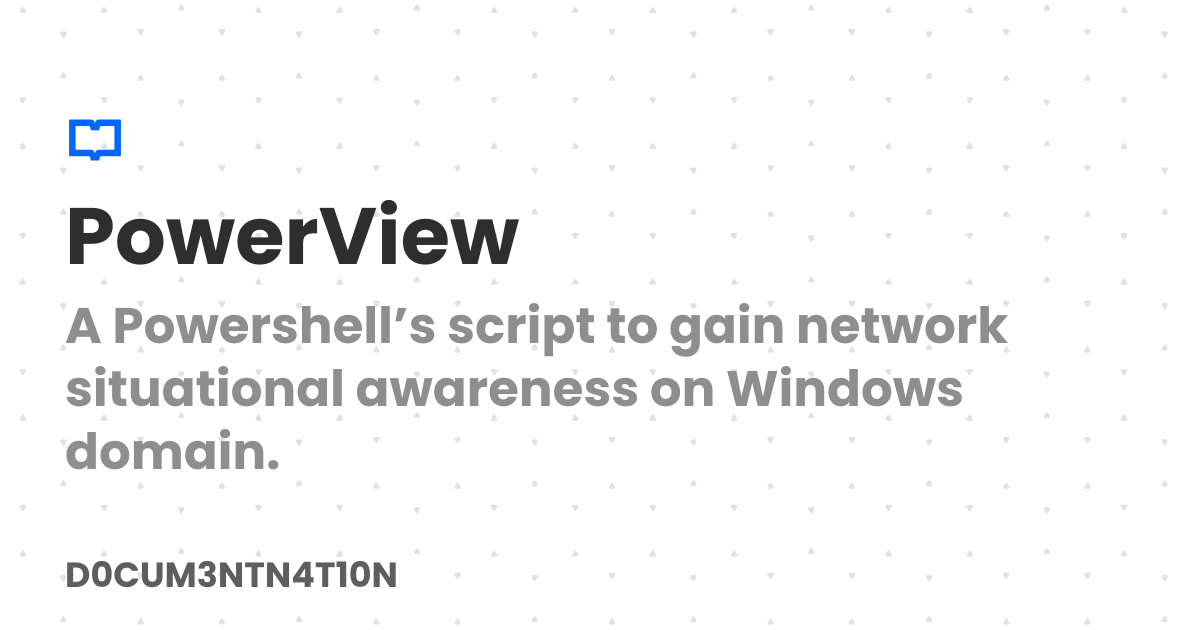 PowerView
A Powershell’s script to gain network
situational awareness on Windows
domain.
D0CUM3NTN4T10N